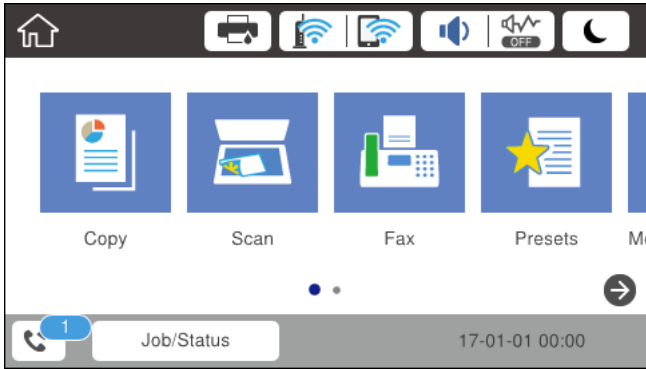 OFF
Copy
Scan
Fax
Presets
1
Job/Status
17-01-01 00:00